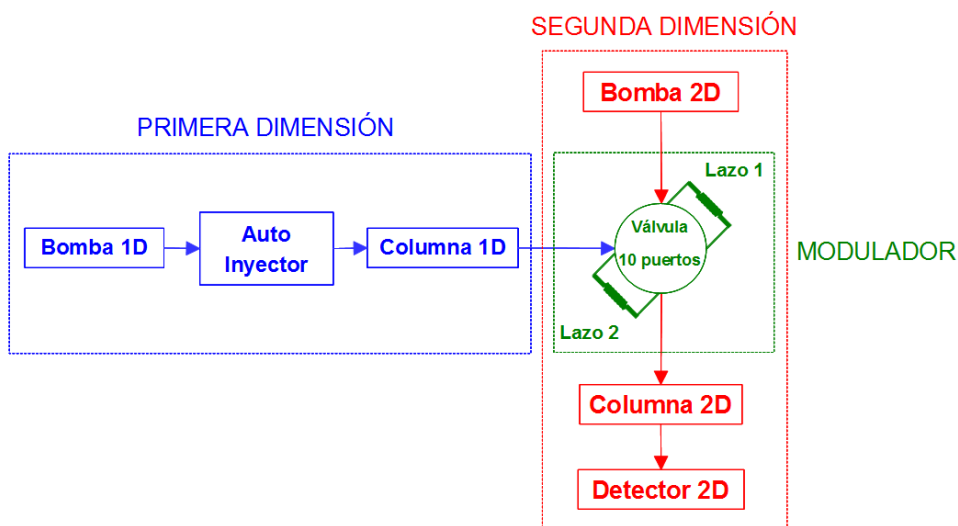 SEGUNDA DIMENSIÓN
Bomba 2D
PRIMERA DIMENSIÓN
Lazo 1
Bomba 1D
Auto
Inyector
Columna 1D
Válvula
10 puertos
MODULADOR
Lazo 2
Columna 2D
Detector 2D